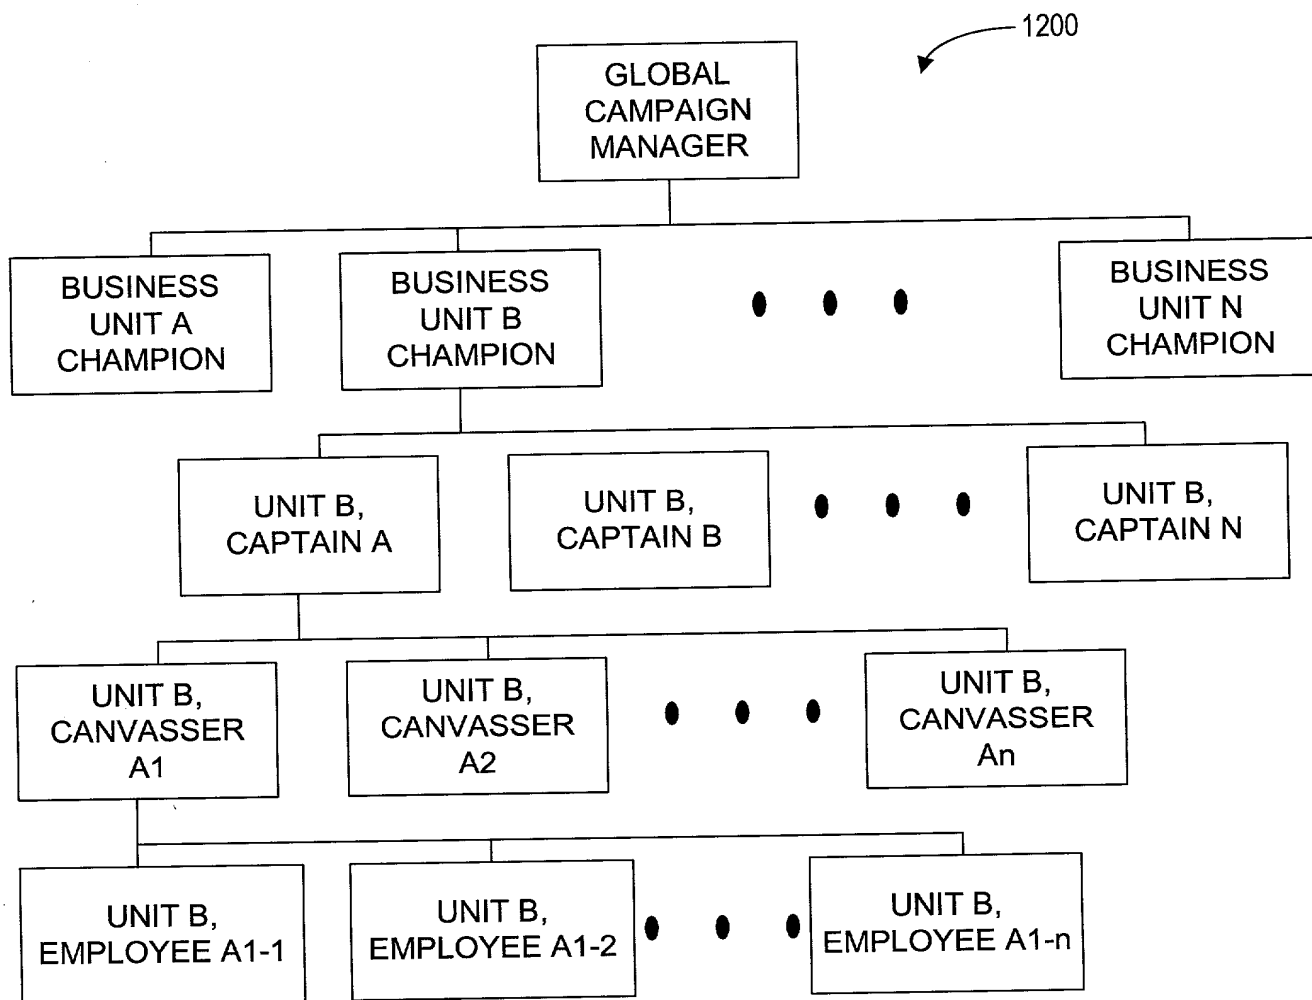 1200
GLOBAL
CAMPAIGN
MANAGER
BUSINESS
UNIT A
CHAMPION
BUSINESS
UNIT B
CHAMPION
BUSINESS
UNIT N
CHAMPION
UNIT B,
CAPTAIN A
UNIT B,
CAPTAIN B
UNIT B,
CAPTAIN N
UNIT B,
CANVASSER
A1
UNIT B,
CANVASSER
A2
UNIT B,
CANVASSER
An
UNIT B,
EMPLOYEE A1-1
UNIT B,
EMPLOYEE A1-2
UNIT B,
EMPLOYEE A1-n